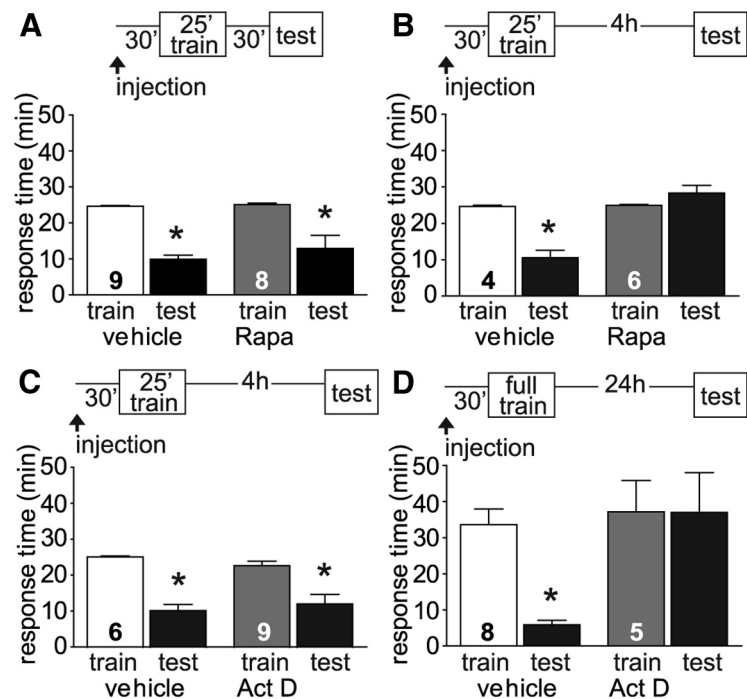 A
30' 25' train 30' test
injection
response time (min)
50
40
30
20
10
0
* *
9 8
train test train test
vehicle Rapa
B
30' 25' train 4h test
injection
response time (min)
50
40
30
20
10
0
*
4 6
train test train test
vehicle Rapa
C
30' 25' train 4h test
injection
response time (min)
50
40
30
20
10
0
* *
6 9
train test train test
vehicle Act D
D
30' full train 24h test
injection
response time (min)
50
40
30
20
10
0
*
8 5
train test train test
vehicle Act D